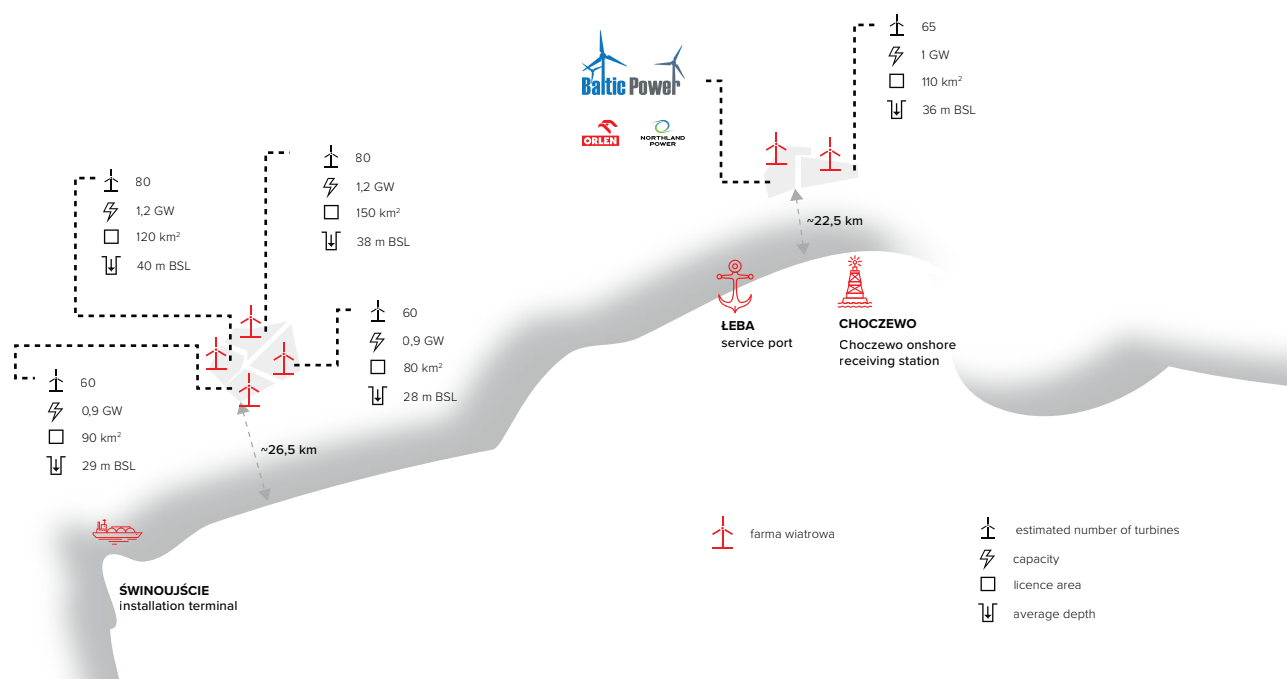 65
1 GW
110 km²
36 m BSL
Baltic Power
ORLEN
NORTHLAND
POWER
80
1,2 GW
150 km²
38 m BSL
80
1,2 GW
120 km²
40 m BSL
~22,5 km
60
0,9 GW
80 km²
28 m BSL
60
0,9 GW
90 km²
29 m BSL
~26,5 km
ŁEBA
service port
CHOCZEWO
Choczewo onshore
receiving station
ŚWINOUJŚCIE
installation terminal
farma wiatrowa
estimated number of turbines
capacity
licence area
average depth